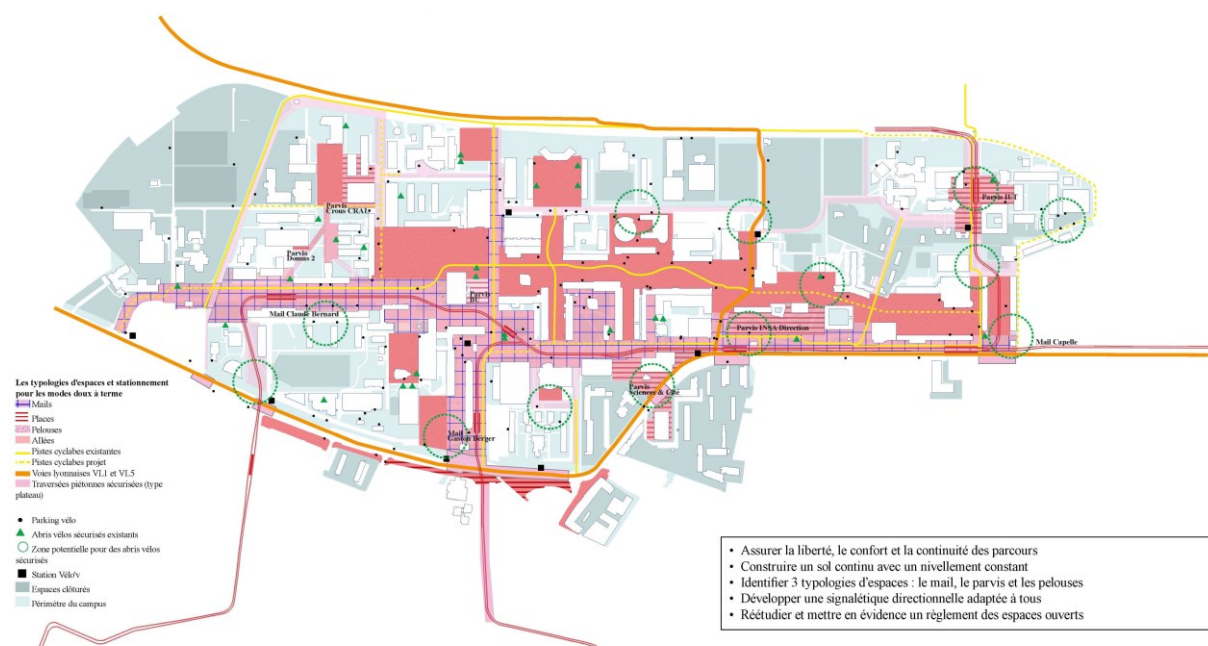 Parvis
Crous CRAI
Parvis
Domus 2
Mail Claude Bernard
Parvis
BU
Parvis IUT
Parvis INSA Direction
Mail Capelle
Parvis
Sciences & Cité
Mail
Gaston Berger
Les typologies d'espaces et stationnement
pour les modes doux à terme
Mails
Places
Pelouses
Allées
Pistes cyclabes existantes
Pistes cyclabes projet
Voies lyonnaises VL1 et VL5
Traversées piétonnes sécurisées (type
plateau)
Parking vélo
Abris vélos sécurisés existants
Zone potentielle pour des abris vélos
sécurisés
Station Vélo'v
Espaces clôturés
Périmètre du campus
• Assurer la liberté, le confort et la continuité des parcours
• Construire un sol continu avec un nivellement constant
• Identifier 3 typologies d'espaces : le mail, le parvis et les pelouses
• Développer une signalétique directionnelle adaptée à tous
• Réétudier et mettre en évidence un règlement des espaces ouverts